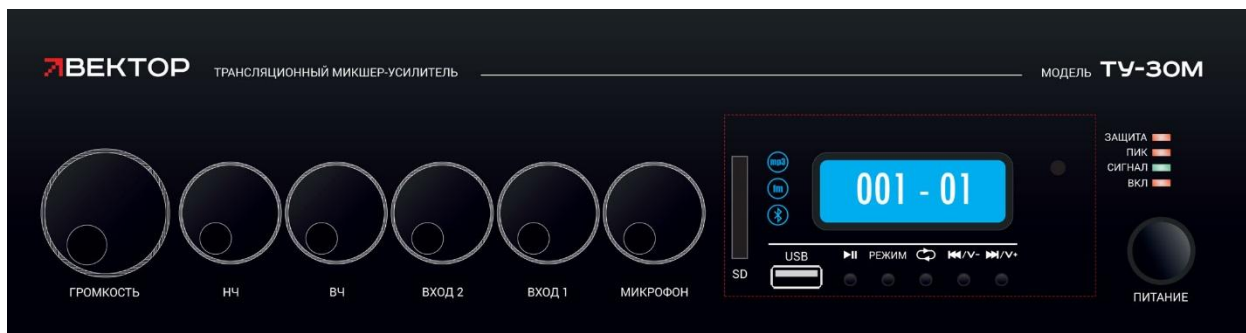 ВЕКТОР ТРАНСЛЯЦИОННЫЙ МИКШЕР-УСИЛИТЕЛЬ МОДЕЛЬ ТУ-30М
ЗАЩИТА
ПИК
СИГНАЛ
ВКЛ
mp3
fm
001 - 01
USB РЕЖИМ /V- /V+
SD
ГРОМКОСТЬ НЧ ВЧ ВХОД 2 ВХОД 1 МИКРОФОН ПИТАНИЕ